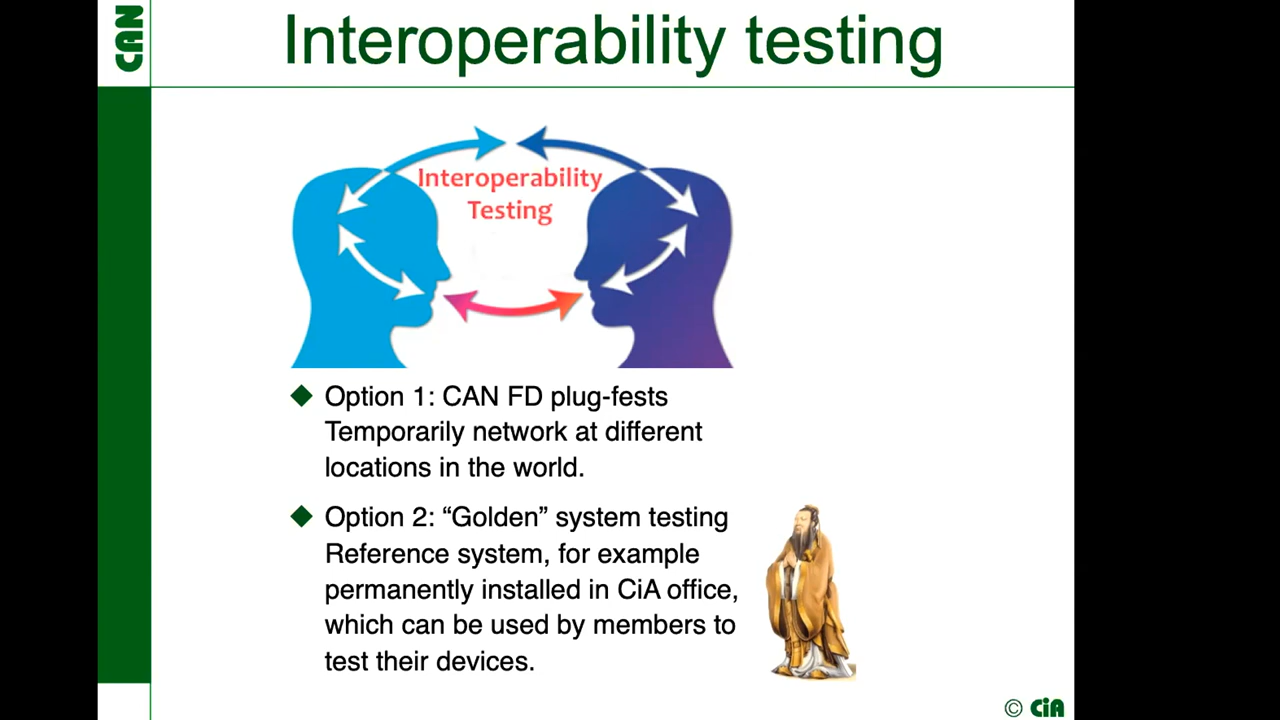 CAN
Interoperability testing
Interoperability
Testing
Option 1: CAN FD plug-fests
Temporarily network at different
locations in the world.
Option 2: “Golden” system testing
Reference system, for example
permanently installed in CiA office,
which can be used by members to
test their devices.
© CiA